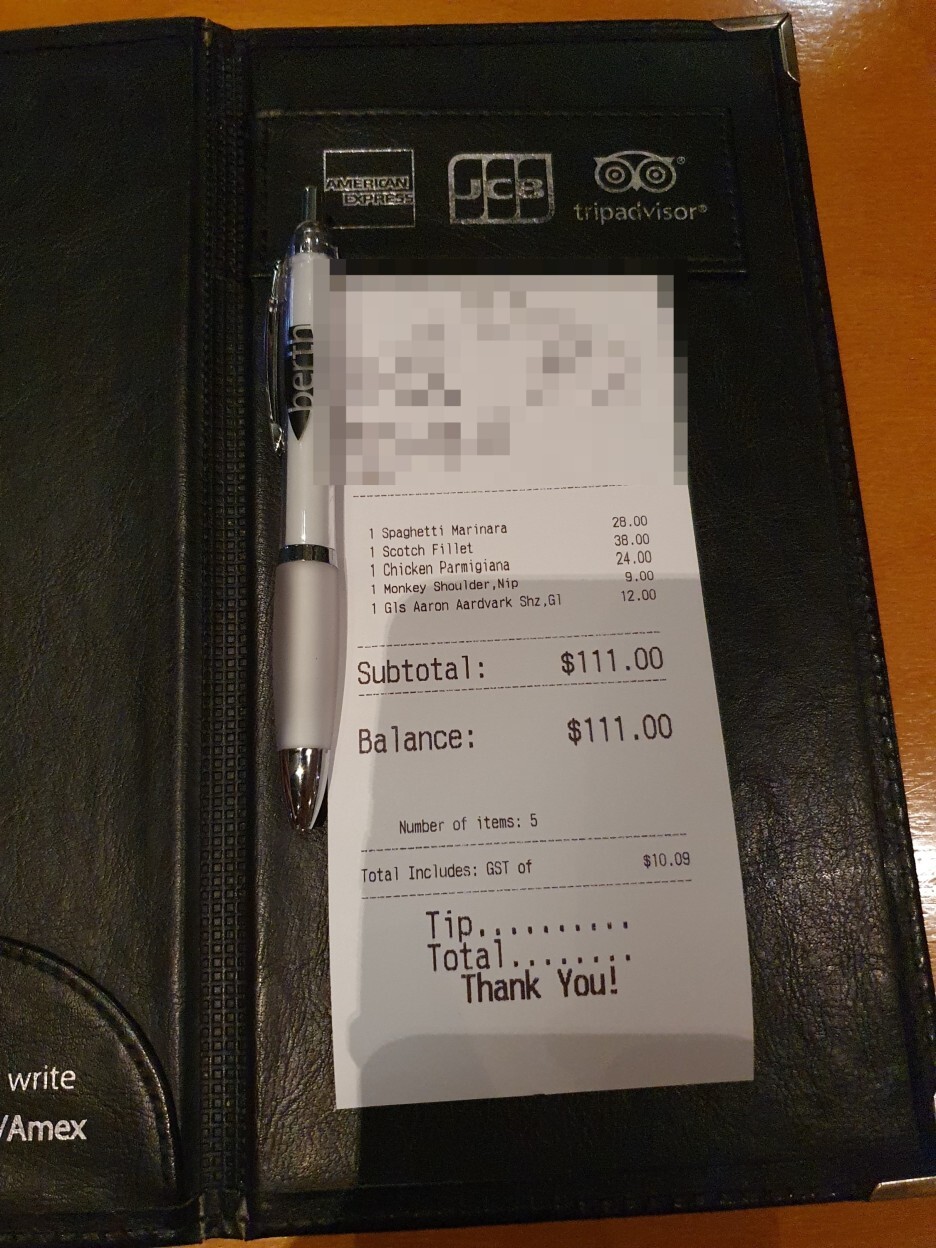 AMERICAN
EXPRESS
JCB
tripadvisor®
berth
1 Spaghetti Marinara 28.00
1 Scotch Fillet 38.00
1 Chicken Parmigiana 24.00
1 Monkey Shoulder,Nip 9.00
1 Gls Aaron Aardvark Shz,Gl 12.00
Subtotal: $111.00
Balance: $111.00
Number of items: 5
Total Includes: GST of $10.09
Tip..........
Total........
Thank You!
write
/Amex